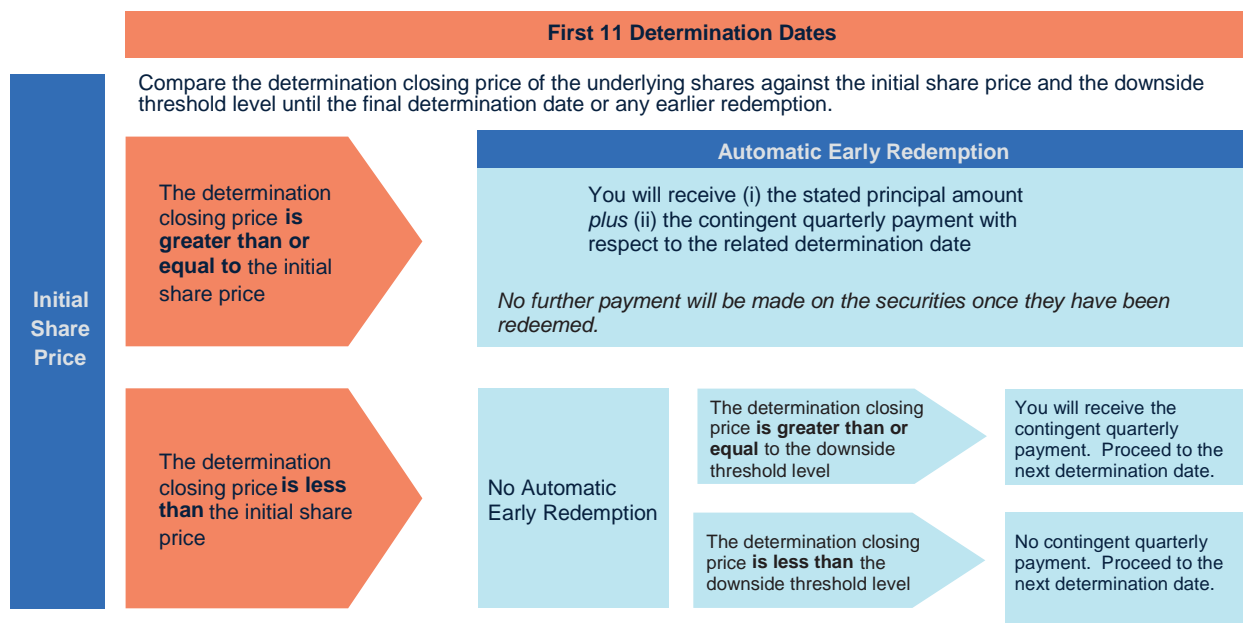 First 11 Determination Dates
Compare the determination closing price of the underlying shares against the initial share price and the downside
threshold level until the final determination date or any earlier redemption.
Initial
Share
Price
The determination
closing price is
greater than or
equal to the initial
share price
Automatic Early Redemption
You will receive (i) the stated principal amount
plus (ii) the contingent quarterly payment with
respect to the related determination date
No further payment will be made on the securities once they have been
redeemed.
The determination
closing price is less
than the initial share
price
No Automatic
Early Redemption
The determination closing
price is greater than or
equal to the downside
threshold level
You will receive the
contingent quarterly
payment.  Proceed to the
next determination date.
The determination closing
price is less than the
downside threshold level
No contingent quarterly
payment.  Proceed to the
next determination date.